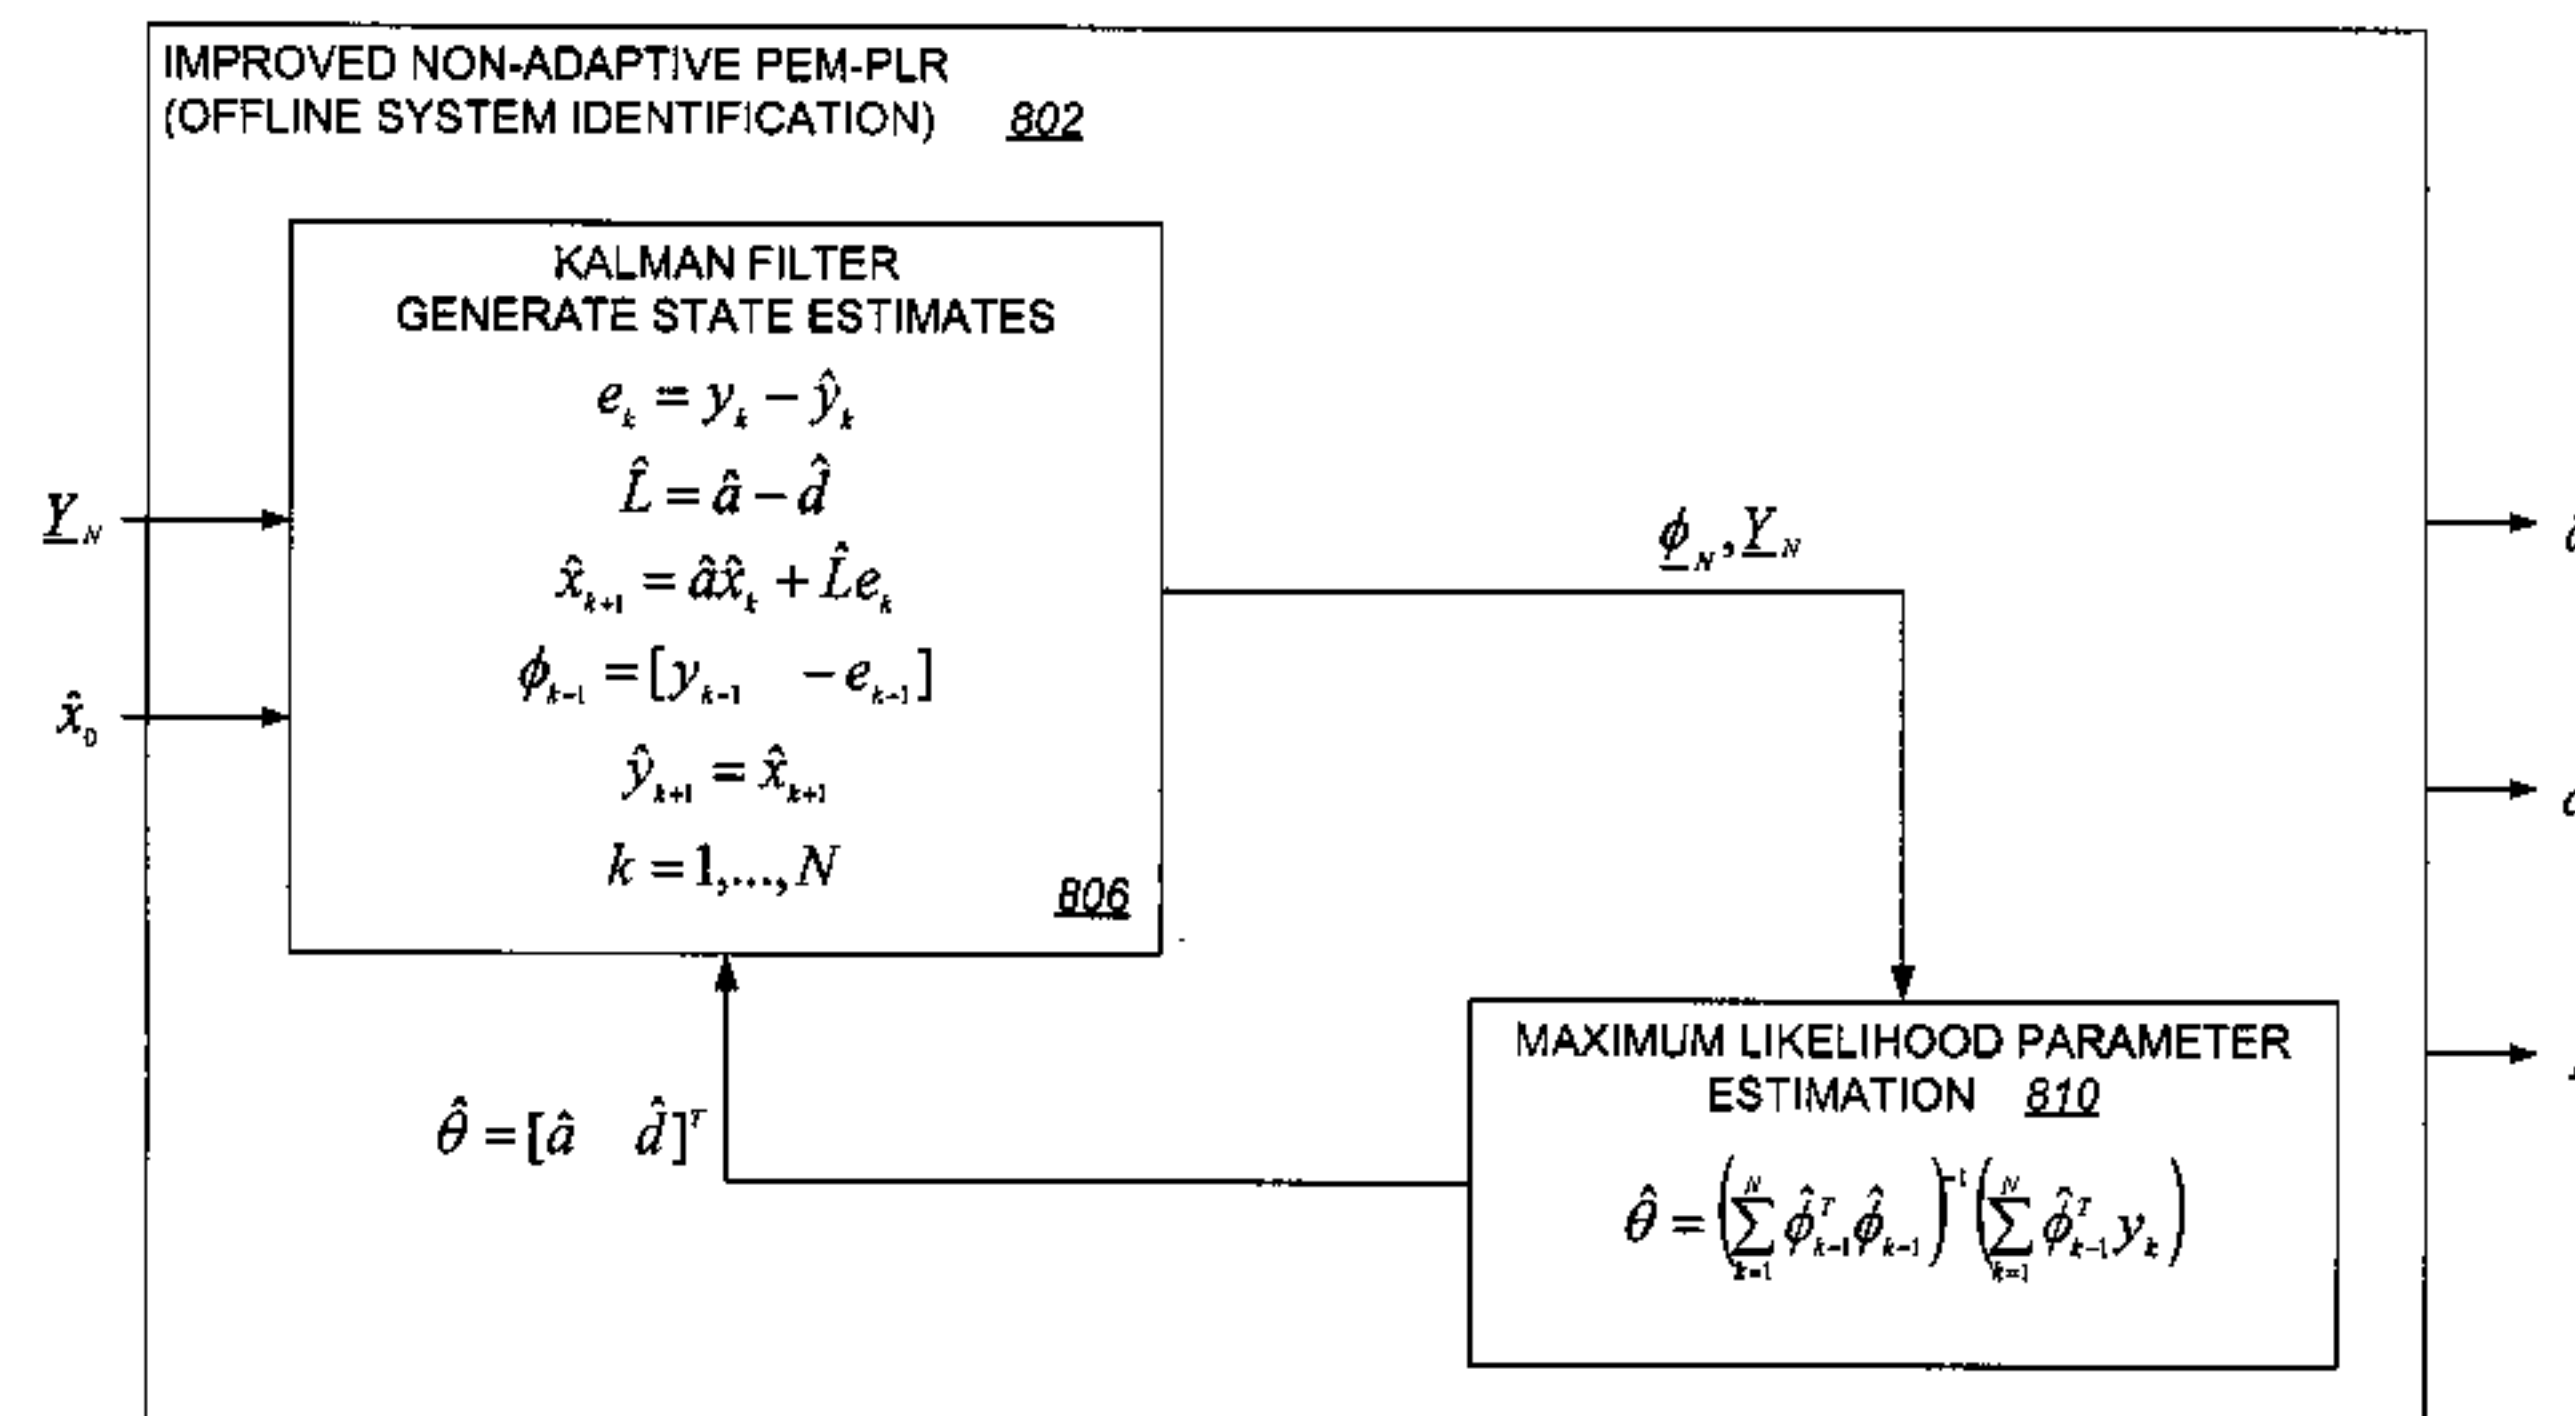 IMPROVED NON-ADAPTIVE PEM-PLR
(OFFLINE SYSTEM IDENTIFICATION) 802
KALMAN FILTER
GENERATE STATE ESTIMATES
e_k = y_k − ŷ_k
L̂ = â − d̂
x̂_{k+1} = âx̂_k + L̂e_k
ϕ_{k−1} = [y_{k−1} −e_{k−1}]
ŷ_{k+1} = x̂_{k+1}
k = 1,...,N
806
Y_N
x̂_0
ϕ_N, Y_N
MAXIMUM LIKELIHOOD PARAMETER
ESTIMATION 810
θ̂ = (∑_{k=1}^{N} ϕ̂_{k−1}^T ϕ̂_{k−1})^{−1} (∑_{k=1}^{N} ϕ̂_{k−1}^T y_k)
θ̂ = [â d̂]^T